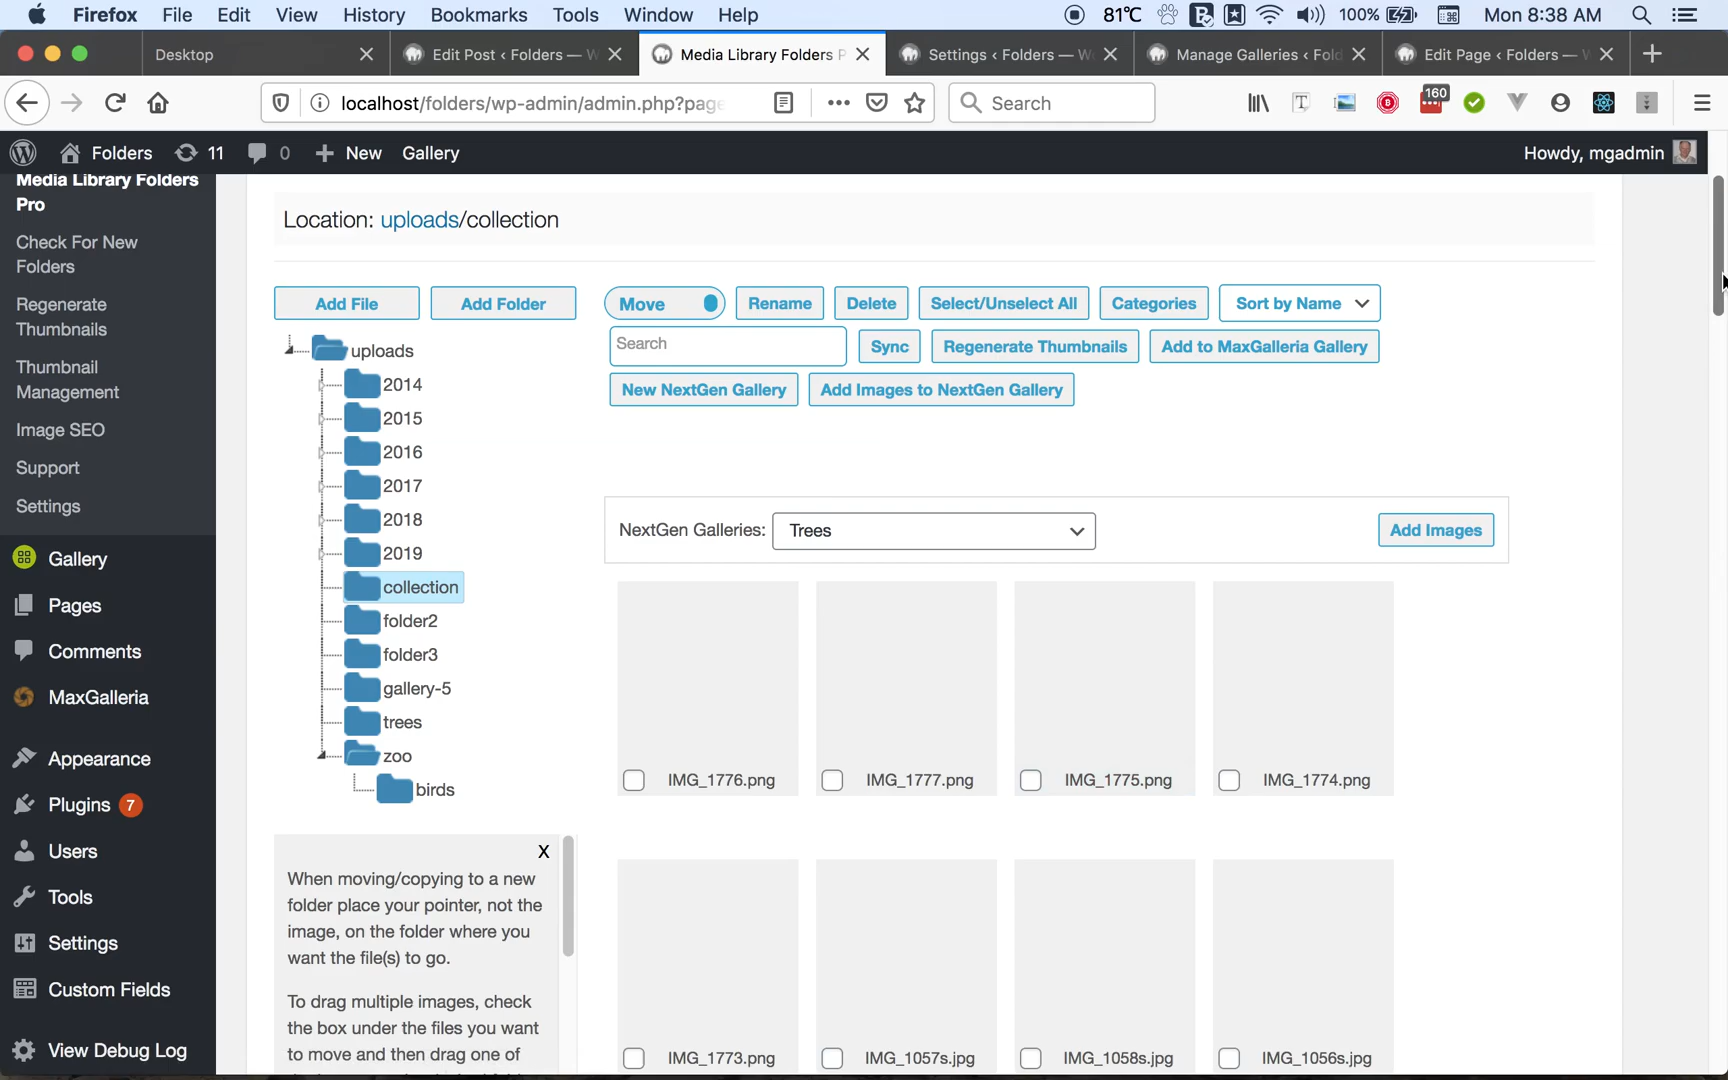 Firefox File Edit View History Bookmarks Tools Window Help 81℃ 100% Mon 8:38 AM
Desktop Edit Post ‹ Folders — W Media Library Folders P Settings ‹ Folders — W Manage Galleries ‹ Fold Edit Page ‹ Folders — W
localhost/folders/wp-admin/admin.php?page Search 160
Folders 11 0 New Gallery Howdy, mgadmin
Media Library Folders
Pro
Check For New
Folders
Regenerate
Thumbnails
Thumbnail
Management
Image SEO
Support
Settings
Gallery
Pages
Comments
MaxGalleria
Appearance
Plugins 7
Users
Tools
Settings
Custom Fields
View Debug Log
Location: uploads/collection
Add File Add Folder
uploads
2014
2015
2016
2017
2018
2019
collection
folder2
folder3
gallery-5
trees
zoo
birds
X
When moving/copying to a new
folder place your pointer, not the
image, on the folder where you
want the file(s) to go.
To drag multiple images, check
the box under the files you want
to move and then drag one of
Move Rename Delete Select/Unselect All Categories Sort by Name
Search Sync Regenerate Thumbnails Add to MaxGalleria Gallery
New NextGen Gallery Add Images to NextGen Gallery
NextGen Galleries: Trees Add Images
IMG_1776.png IMG_1777.png IMG_1775.png IMG_1774.png
IMG_1773.png IMG_1057s.jpg IMG_1058s.jpg IMG_1056s.jpg